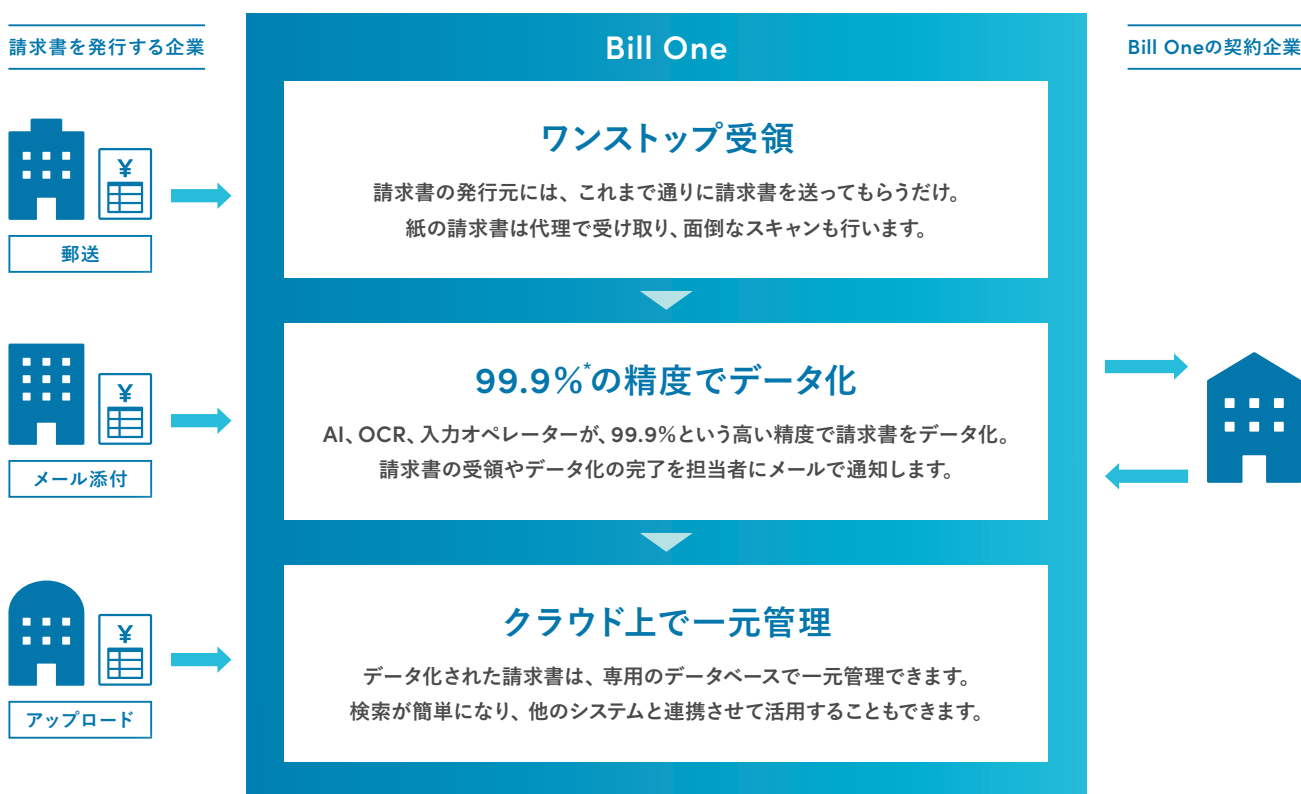 請求書を発行する企業
Bill One
Bill Oneの契約企業
ワンストップ受領
請求書の発行元には、これまで通りに請求書を送ってもらうだけ。
紙の請求書は代理で受け取り、面倒なスキャンも行います。
¥
郵送
99.9%*の精度でデータ化
AI、OCR、入力オペレーターが、99.9%という高い精度で請求書をデータ化。
請求書の受領やデータ化の完了を担当者にメールで通知します。
¥
メール添付
クラウド上で一元管理
データ化された請求書は、専用のデータベースで一元管理できます。
検索が簡単になり、他のシステムと連携させて活用することもできます。
¥
アップロード